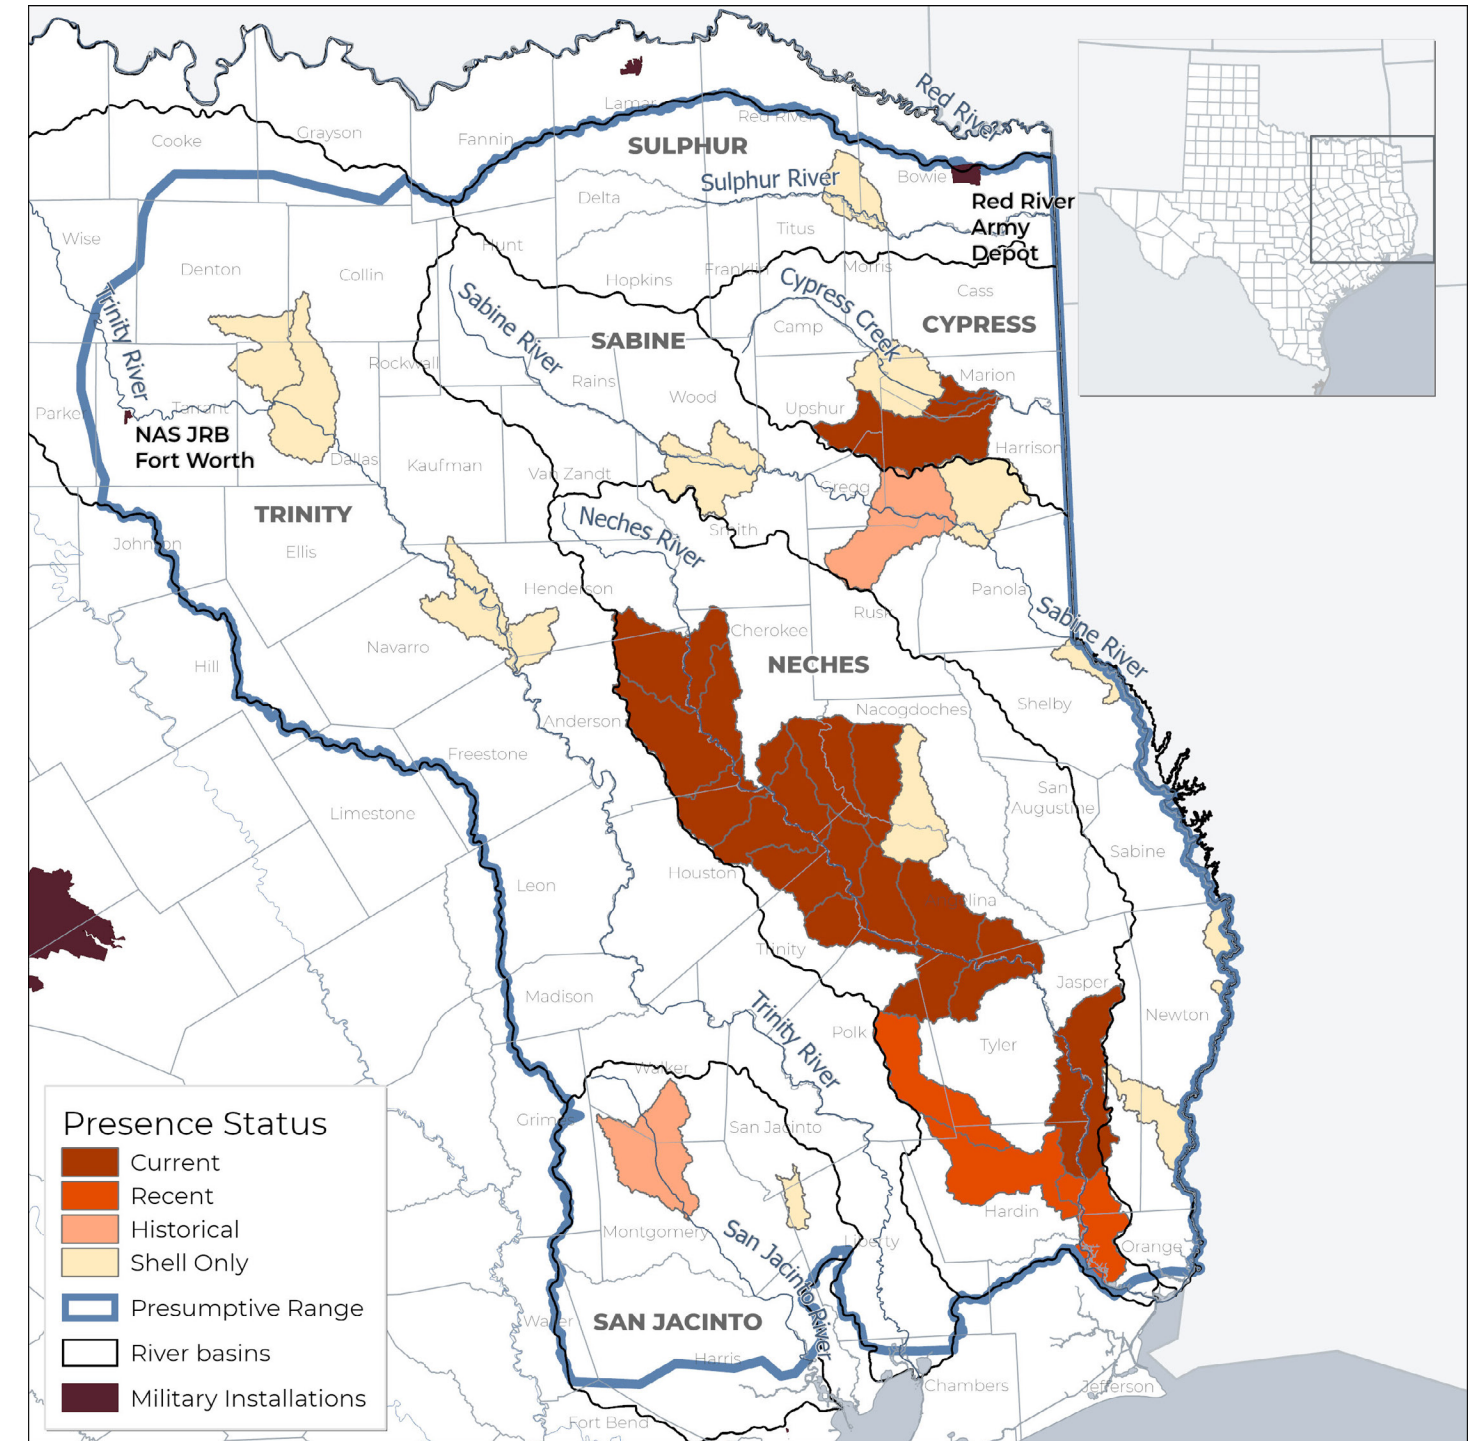 Red River
Cooke
Grayson
Fannin
Lamar
Red River
SULPHUR
Sulphur River
Bowie
Delta
Red River
Army
Depot
Titus
Wise
Hunt
Denton
Collin
Hopkins
Franklin
Morris
Cass
Trinity River
Sabine River
Cypress Creek
Camp
CYPRESS
SABINE
Rockwall
Rains
Marion
Wood
Upshur
Parker
Tarrant
NAS JRB
Fort Worth
Dallas
Kaufman
Van Zandt
Harrison
Gregg
TRINITY
Neches River
Smith
Johnson
Ellis
Henderson
Panola
Rusk
Sabine River
Cherokee
Navarro
NECHES
Hill
Shelby
Nacogdoches
Anderson
Freestone
San
Augustine
Limestone
Sabine
Houston
Leon
Angelina
Trinity
Jasper
Madison
Trinity River
Newton
Polk
Tyler
Walker
Grimes
San Jacinto
Hardin
Montgomery
San Jacinto River
Liberty
Orange
SAN JACINTO
Waller
Harris
Chambers
Jefferson
Fort Bend
Presence Status
Current
Recent
Historical
Shell Only
Presumptive Range
River basins
Military Installations